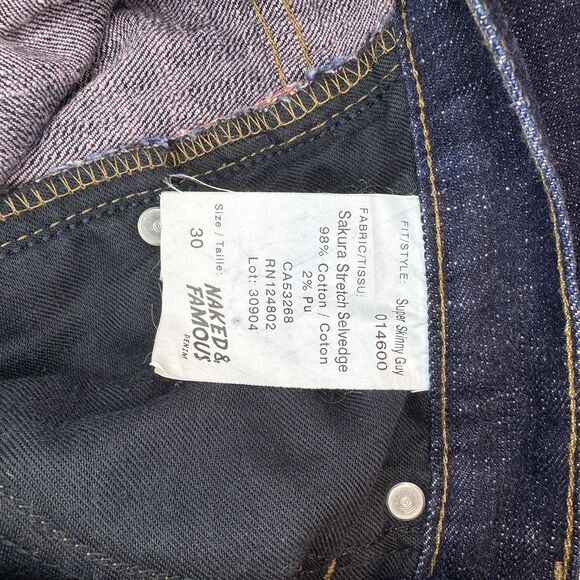 FIT/STYLE: Super Skinny Guy
014600
FABRIC/TISSU:
Sakura Stretch Selvedge
98% Cotton / Coton
2% Pu
CA53268
RN124802
Lot: 30904
Size / Taille:
30
NAKED &
FAMOUS
DENIM